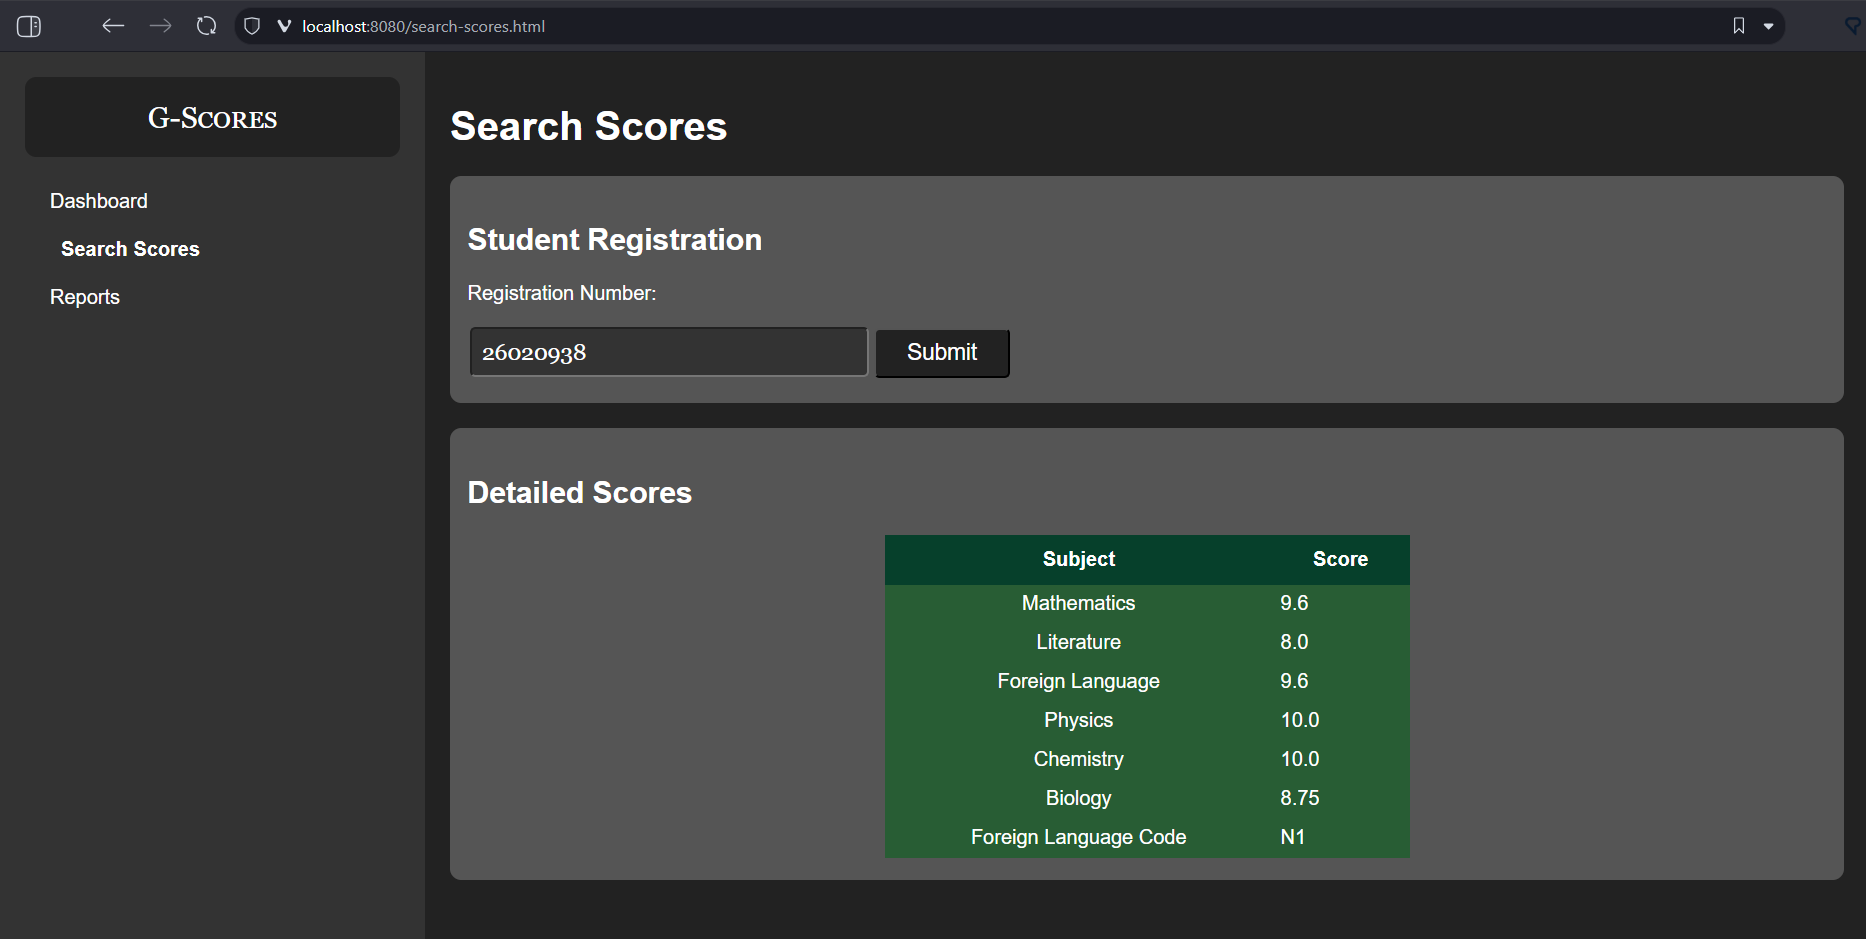 localhost:8080/search-scores.html
G-Scores
Dashboard
Search Scores
Reports
Search Scores
Student Registration
Registration Number:
26020938 Submit
Detailed Scores
Subject Score
Mathematics 9.6
Literature 8.0
Foreign Language 9.6
Physics 10.0
Chemistry 10.0
Biology 8.75
Foreign Language Code N1